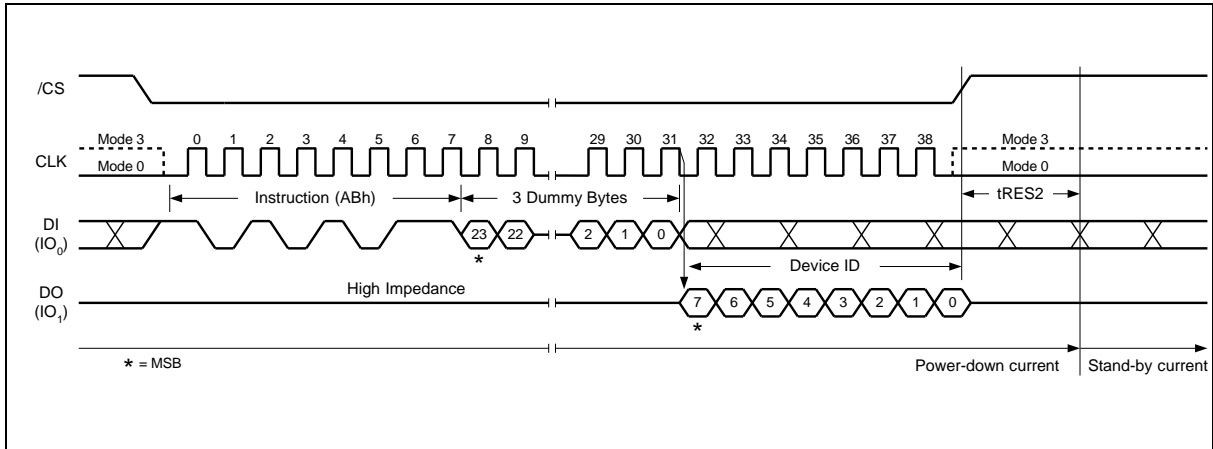 /CS
Mode 3 0 1 2 3 4 5 6 7 8 9 29 30 31 32 33 34 35 36 37 38 Mode 3
CLK Mode 0 Mode 0
Instruction (ABh) 3 Dummy Bytes tRES2
DI
(IO0) 23 22 2 1 0
*
Device ID
High Impedance
DO
(IO1) 7 6 5 4 3 2 1 0
*
* = MSB
Power-down current Stand-by current